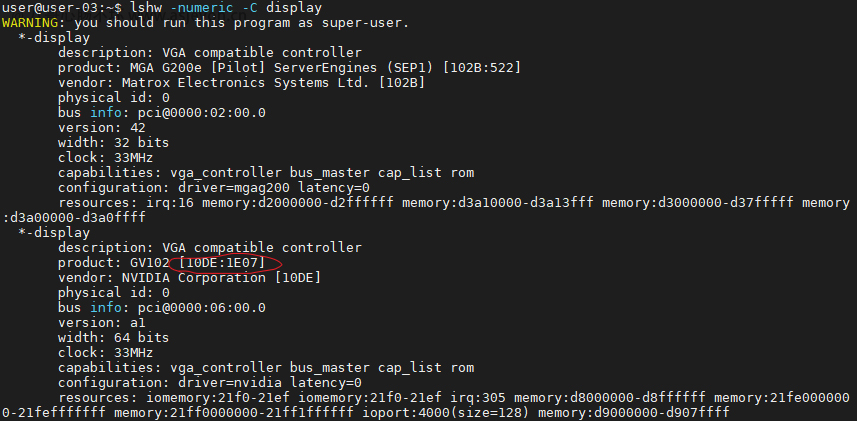 user@user-03:~$ lshw -numeric -C display
WARNING: you should run this program as super-user.
*-display
description: VGA compatible controller
product: MGA G200e [Pilot] ServerEngines (SEP1) [102B:522]
vendor: Matrox Electronics Systems Ltd. [102B]
physical id: 0
bus info: pci@0000:02:00.0
version: 42
width: 32 bits
clock: 33MHz
capabilities: vga_controller bus_master cap_list rom
configuration: driver=mgag200 latency=0
resources: irq:16 memory:d2000000-d2ffffff memory:d3a10000-d3a13fff memory:d3000000-d37fffff memory
:d3a00000-d3a0ffff
*-display
description: VGA compatible controller
product: GV102 [10DE:1E07]
vendor: NVIDIA Corporation [10DE]
physical id: 0
bus info: pci@0000:06:00.0
version: a1
width: 64 bits
clock: 33MHz
capabilities: vga_controller bus_master cap_list rom
configuration: driver=nvidia latency=0
resources: iomemory:21f0-21ef iomemory:21f0-21ef irq:305 memory:d8000000-d8ffffff memory:21fe000000
0-21fefffffff memory:21ff0000000-21ff1ffffff ioport:4000(size=128) memory:d9000000-d907ffff